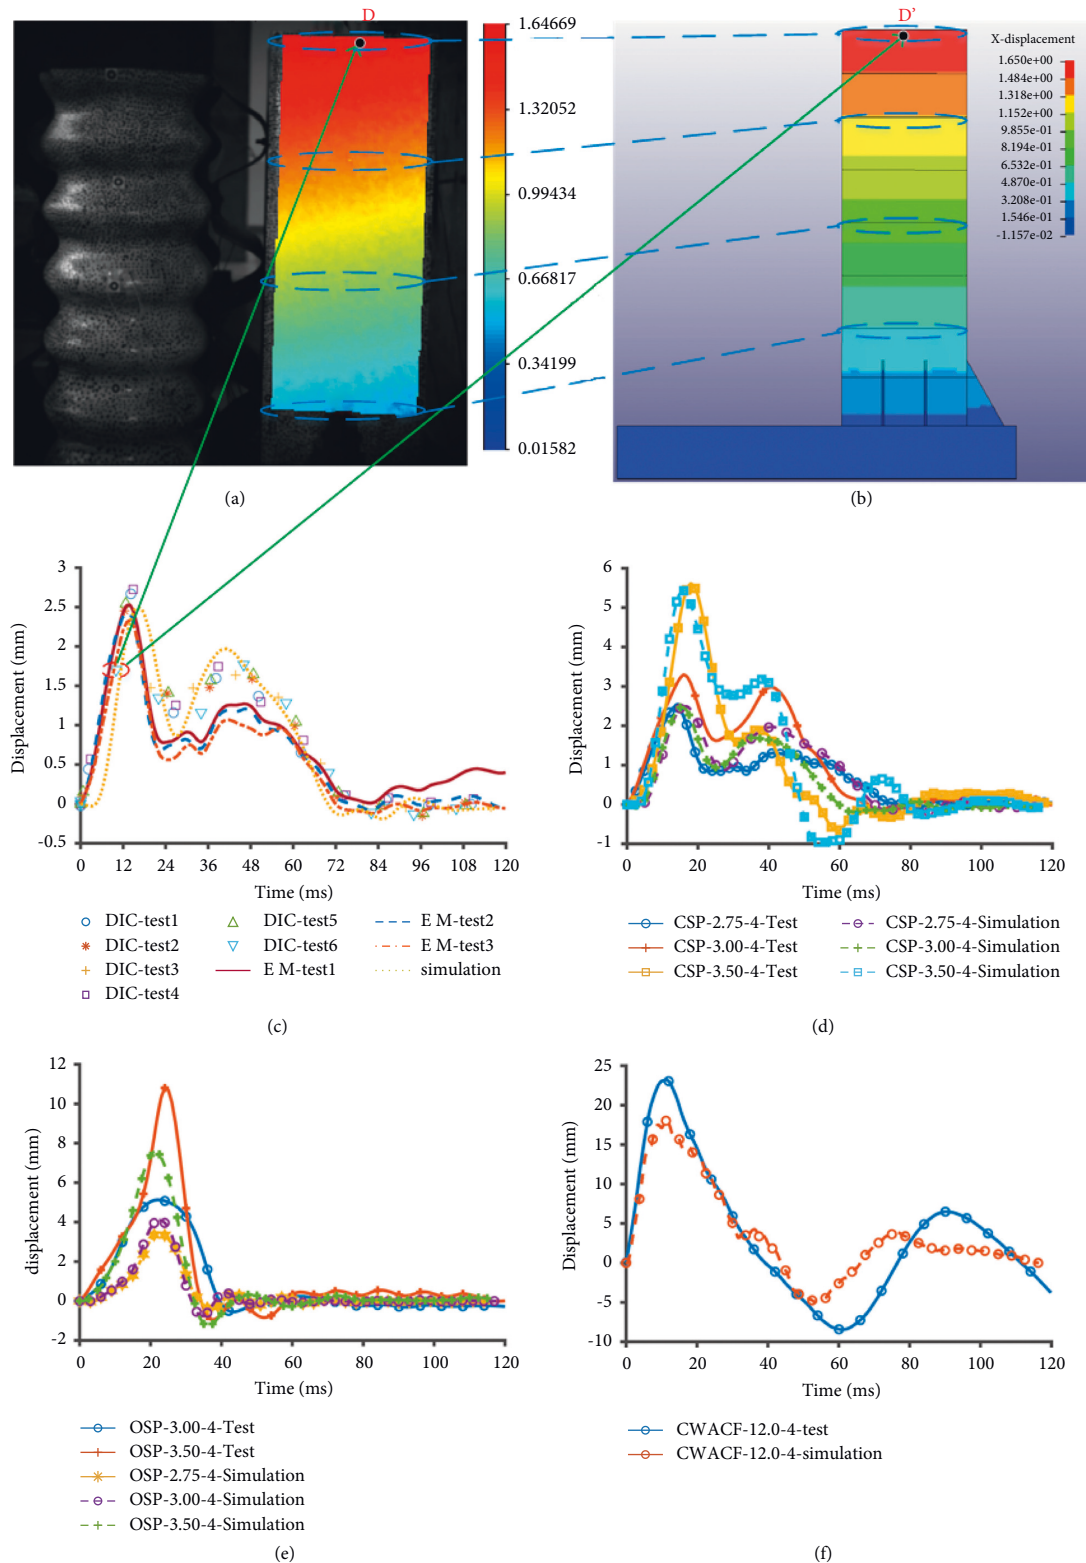 D
1.64669
1.32052
0.99434
0.66817
0.34199
0.01582
(a)
D'
X-displacement
1.650e+00
1.484e+00
1.318e+00
1.152e+00
9.855e-01
8.194e-01
6.532e-01
4.870e-01
3.208e-01
1.546e-01
-1.157e-02
(b)
Displacement (mm)
3
2.5
2
1.5
1
0.5
0
-0.5
0 12 24 36 48 60 72 84 96 108 120
Time (ms)
DIC-test1
DIC-test2
DIC-test3
DIC-test4
DIC-test5
DIC-test6
E M-test1
E M-test2
E M-test3
simulation
(c)
Displacement (mm)
6
5
4
3
2
1
0
-1
0 20 40 60 80 100 120
Time (ms)
CSP-2.75-4-Test
CSP-3.00-4-Test
CSP-3.50-4-Test
CSP-2.75-4-Simulation
CSP-3.00-4-Simulation
CSP-3.50-4-Simulation
(d)
displacement (mm)
12
10
8
6
4
2
0
-2
0 20 40 60 80 100 120
Time (ms)
OSP-3.00-4-Test
OSP-3.50-4-Test
OSP-2.75-4-Simulation
OSP-3.00-4-Simulation
OSP-3.50-4-Simulation
(e)
Displacement (mm)
25
20
15
10
5
0
-5
-10
0 20 40 60 80 100 120
Time (ms)
CWACF-12.0-4-test
CWACF-12.0-4-simulation
(f)